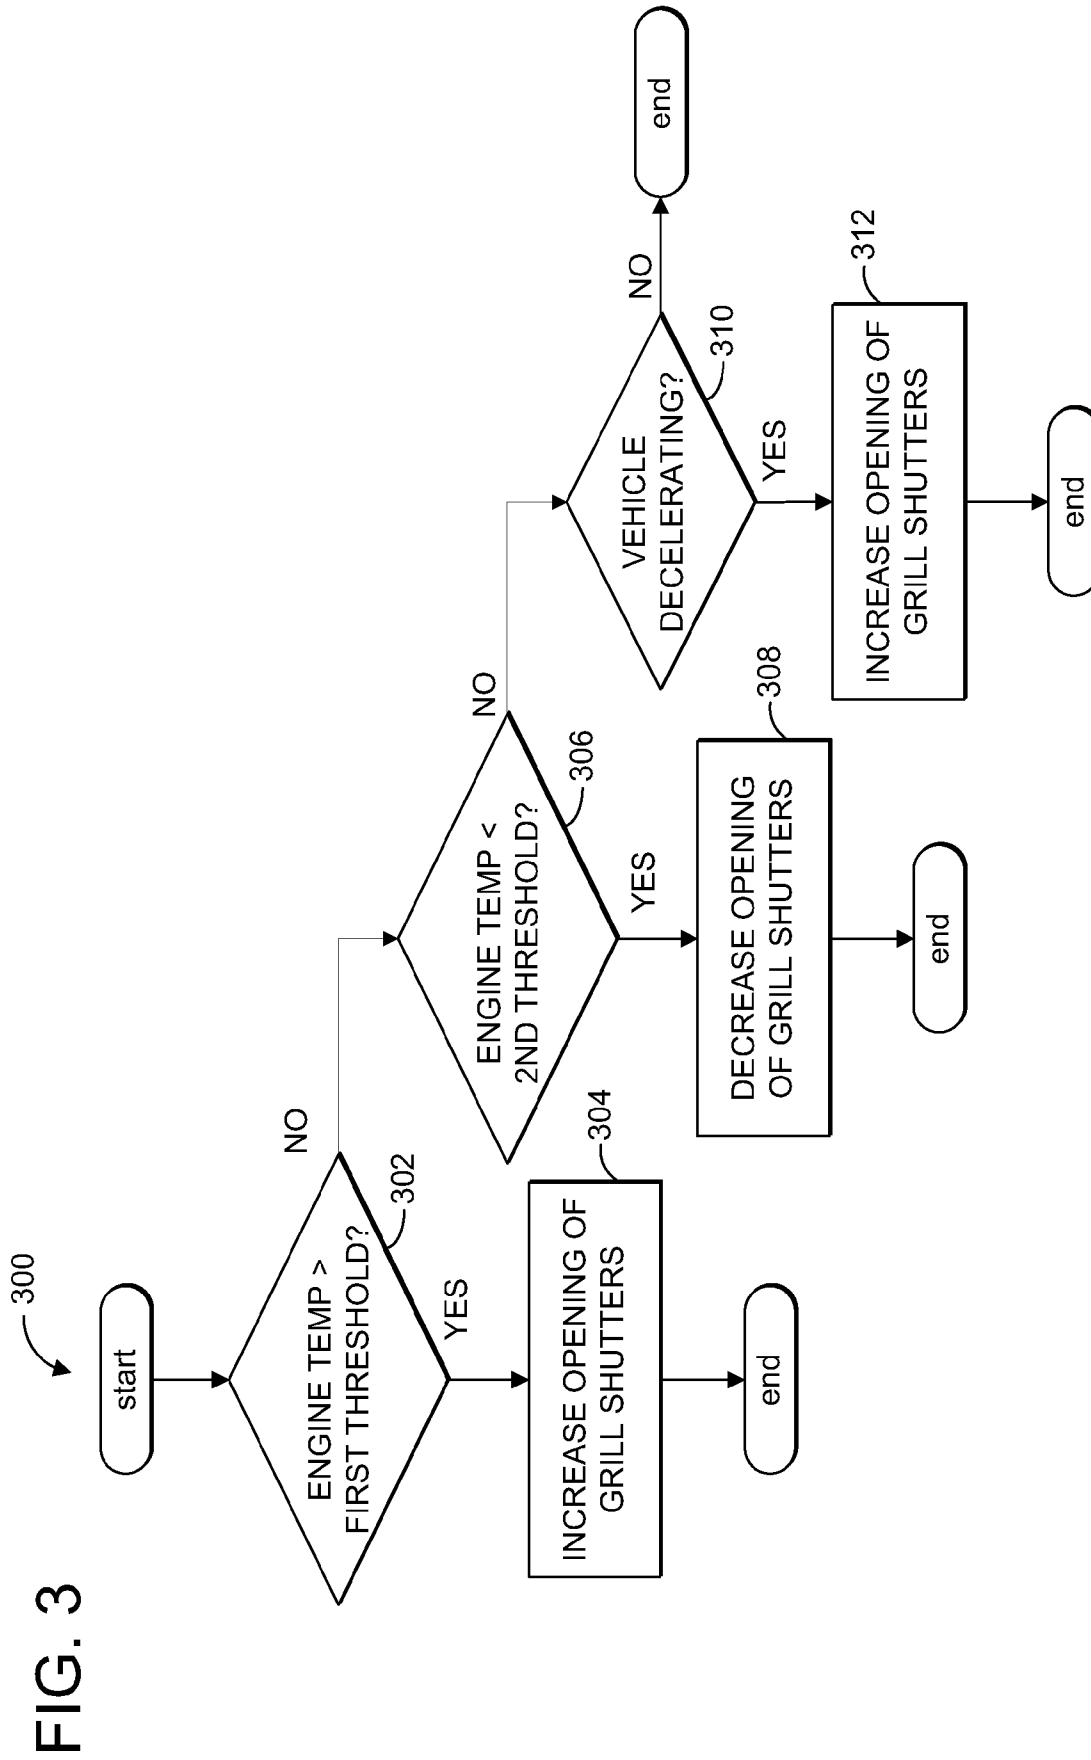 FIG. 3
300
start
ENGINE TEMP >
FIRST THRESHOLD?
302
NO
YES
INCREASE OPENING OF
GRILL SHUTTERS
304
end
ENGINE TEMP <
2ND THRESHOLD?
306
NO
YES
DECREASE OPENING
OF GRILL SHUTTERS
308
end
VEHICLE
DECELERATING?
310
NO
end
YES
INCREASE OPENING OF
GRILL SHUTTERS
312
end